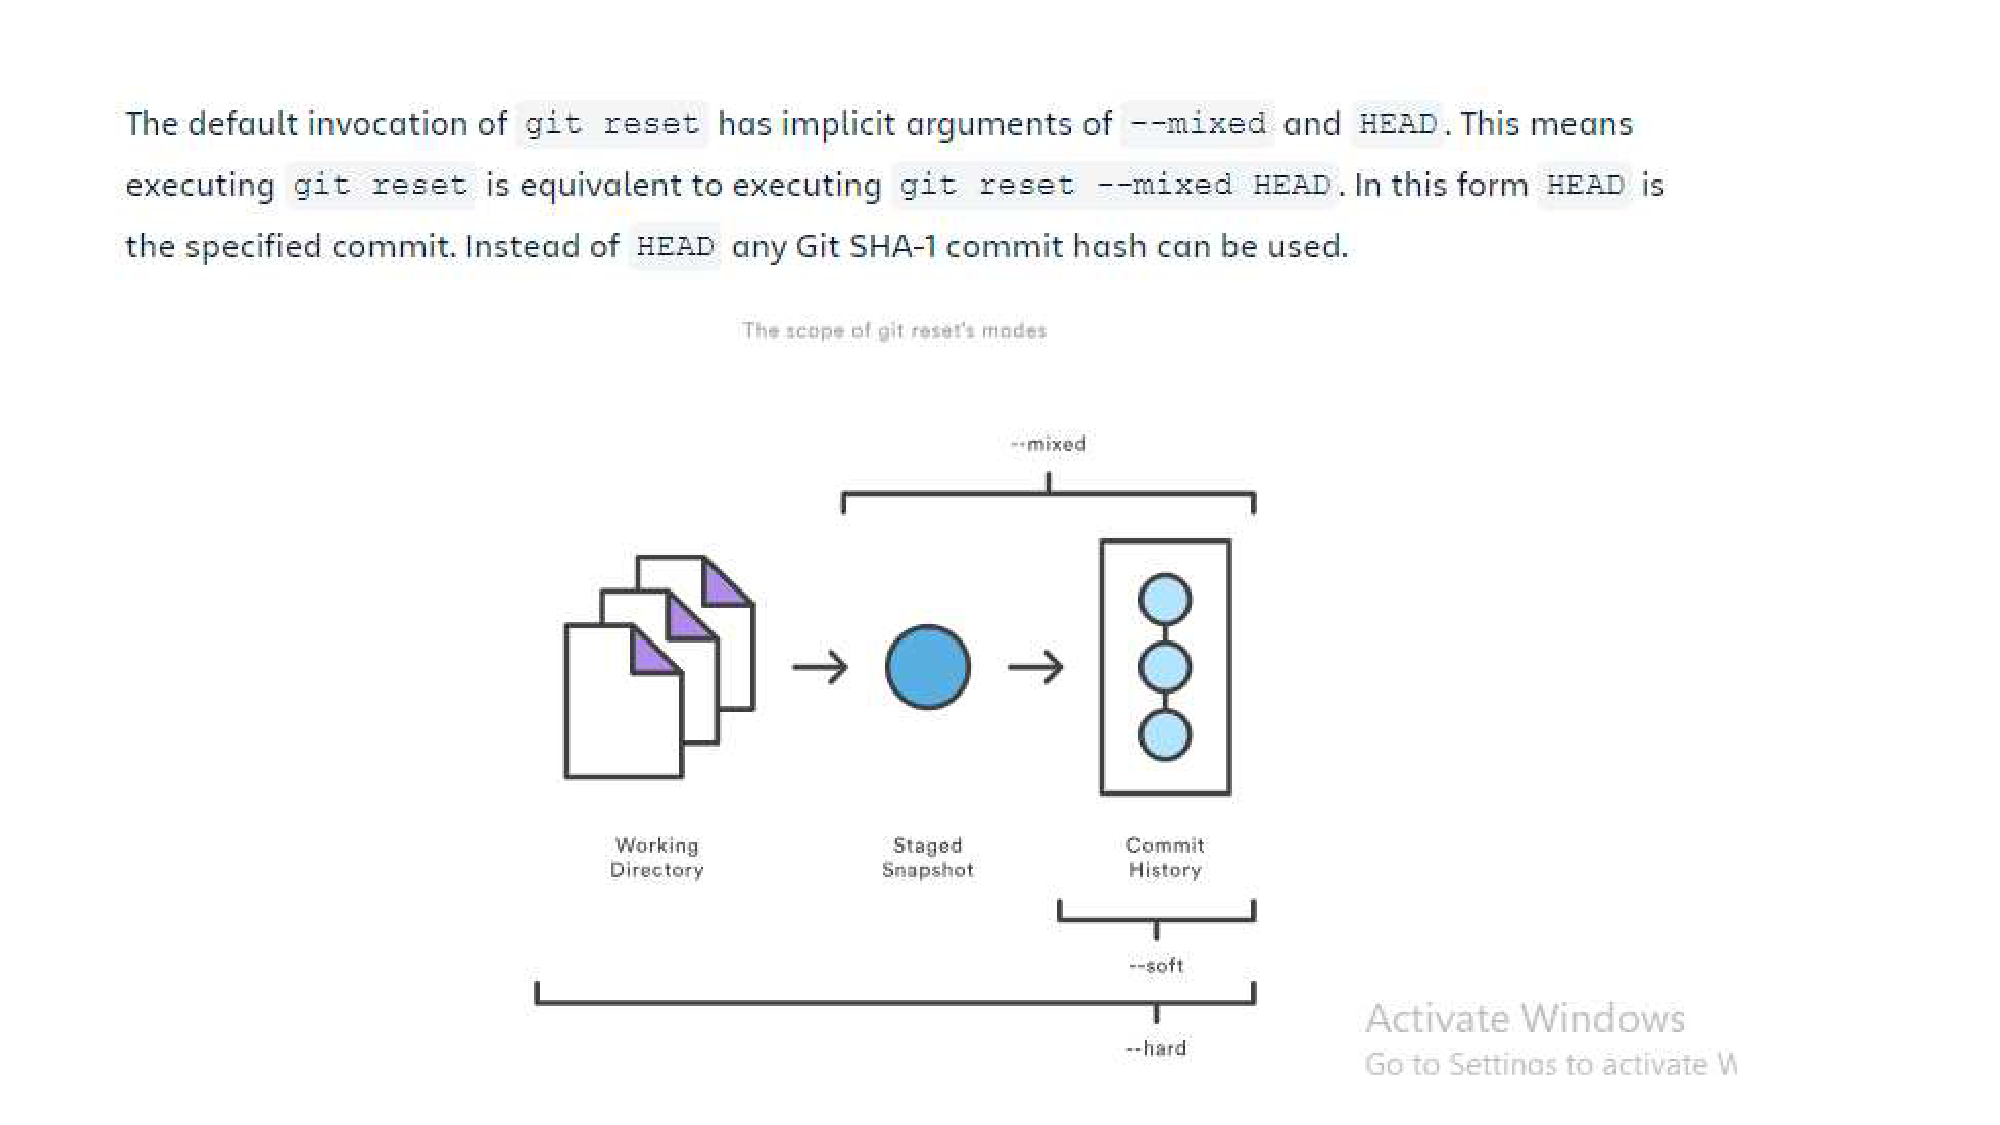 The default invocation of git reset has implicit arguments of --mixed and HEAD. This means
executing git reset is equivalent to executing git reset --mixed HEAD. In this form HEAD is
the specified commit. Instead of HEAD any Git SHA-1 commit hash can be used.
The scope of git reset's modes
--mixed
Working
Directory
Staged
Snapshot
Commit
History
--soft
--hard
Activate Windows
Go to Settings to activate W